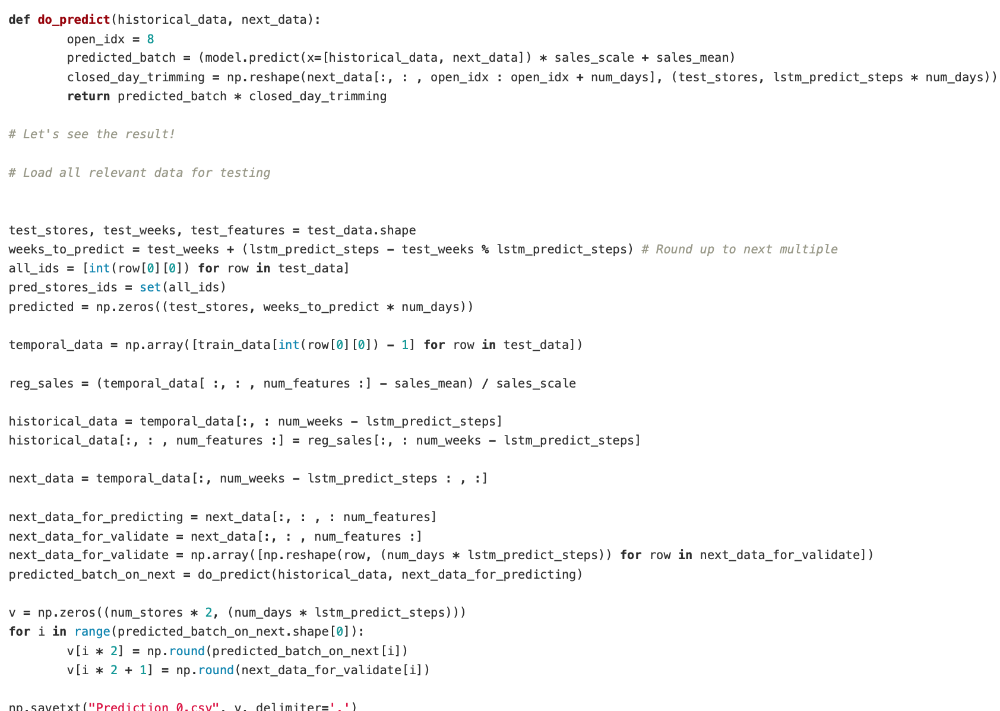 def do_predict(historical_data, next_data):
        open_idx = 8
        predicted_batch = (model.predict(x=[historical_data, next_data]) * sales_scale + sales_mean)
        closed_day_trimming = np.reshape(next_data[:, : , open_idx : open_idx + num_days], (test_stores, lstm_predict_steps * num_days))
        return predicted_batch * closed_day_trimming

# Let's see the result!

# Load all relevant data for testing


test_stores, test_weeks, test_features = test_data.shape
weeks_to_predict = test_weeks + (lstm_predict_steps - test_weeks % lstm_predict_steps) # Round up to next multiple
all_ids = [int(row[0][0]) for row in test_data]
pred_stores_ids = set(all_ids)
predicted = np.zeros((test_stores, weeks_to_predict * num_days))

temporal_data = np.array([train_data[int(row[0][0]) - 1] for row in test_data])

reg_sales = (temporal_data[ :, : , num_features :] - sales_mean) / sales_scale

historical_data = temporal_data[:, : num_weeks - lstm_predict_steps]
historical_data[:, : , num_features :] = reg_sales[:, : num_weeks - lstm_predict_steps]

next_data = temporal_data[:, num_weeks - lstm_predict_steps : , :]

next_data_for_predicting = next_data[:, : , : num_features]
next_data_for_validate = next_data[:, : , num_features :]
next_data_for_validate = np.array([np.reshape(row, (num_days * lstm_predict_steps)) for row in next_data_for_validate])
predicted_batch_on_next = do_predict(historical_data, next_data_for_predicting)

v = np.zeros((num_stores * 2, (num_days * lstm_predict_steps)))
for i in range(predicted_batch_on_next.shape[0]):
        v[i * 2] = np.round(predicted_batch_on_next[i])
        v[i * 2 + 1] = np.round(next_data_for_validate[i])

np.savetxt("Prediction_0.csv", v, delimiter=',')